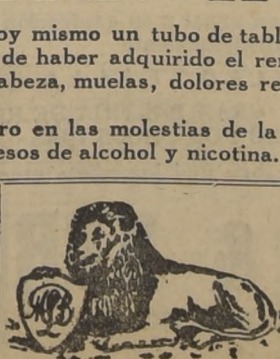 oy mismo un tubo de tabl
de haber adquirido el rem
abeza, muelas, dolores re
ro en las molestias de la
esos de alcohol y nicotina.